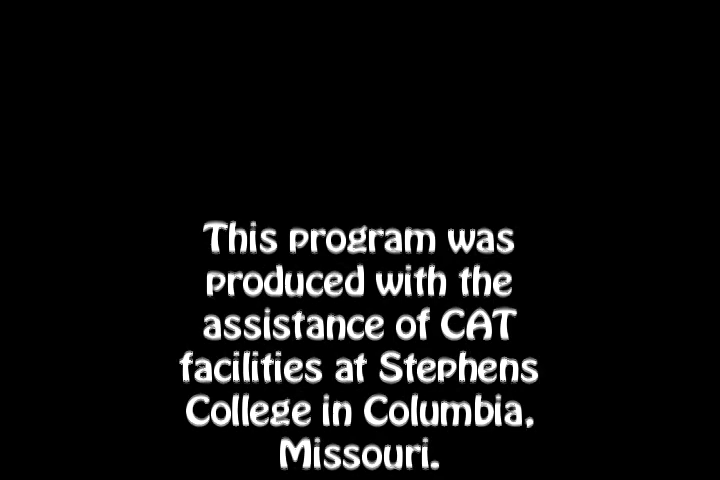 This program was
produced with the
assistance of CAT
facilities at Stephens
College in Columbia,
Missouri.